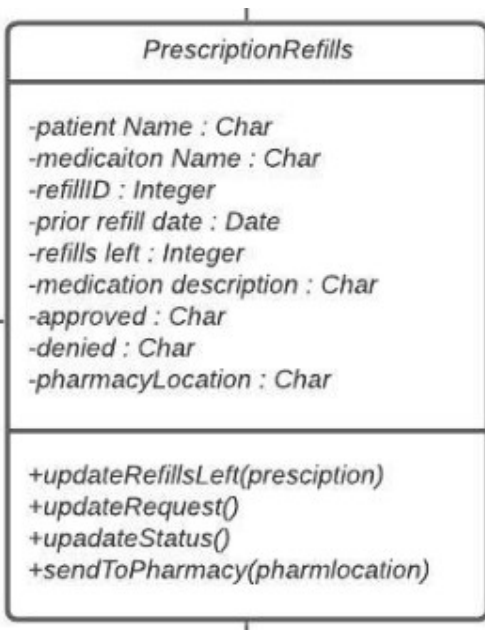 PrescriptionRefills
-patient Name : Char
-medicaiton Name : Char
-refillID : Integer
-prior refill date : Date
-refills left : Integer
-medication description : Char
-approved : Char
-denied : Char
-pharmacyLocation : Char
+updateRefillsLeft(presciption)
+updateRequest()
+upadateStatus()
+sendToPharmacy(pharmlocation)